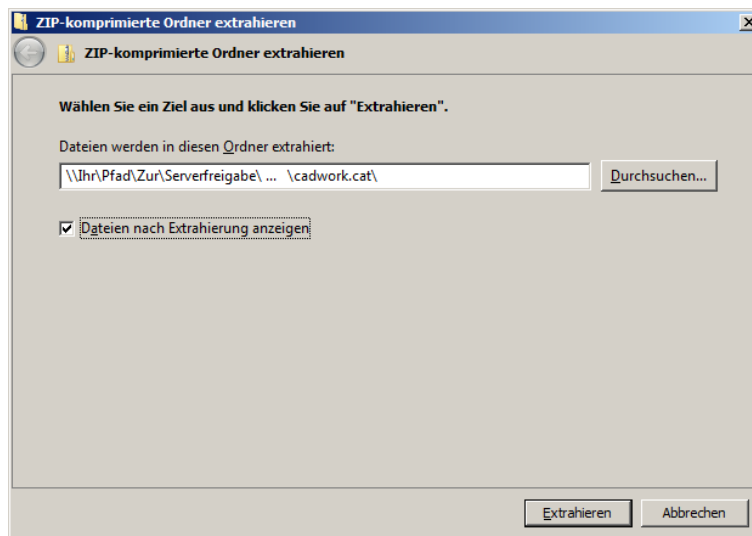 ZIP-komprimierte Ordner extrahieren
ZIP-komprimierte Ordner extrahieren
Wählen Sie ein Ziel aus und klicken Sie auf "Extrahieren".
Dateien werden in diesen Ordner extrahiert:
\\Ihr\Pfad\Zur\Serverfreigabe\ ... \cadwork.cat\
Durchsuchen...
Dateien nach Extrahierung anzeigen
Extrahieren
Abbrechen